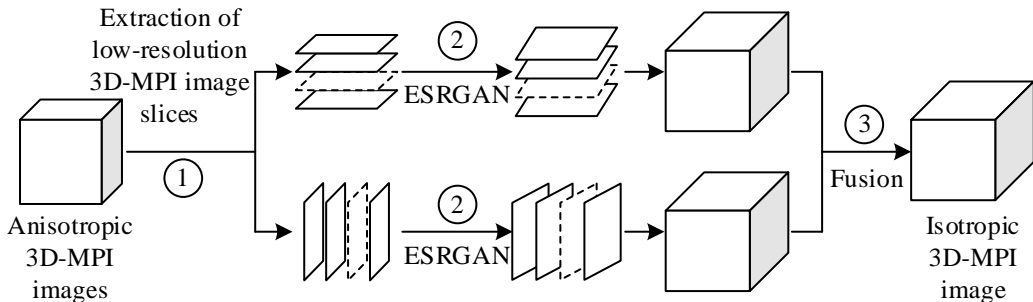 Extraction of
low-resolution
3D-MPI image
slices
①
Anisotropic
3D-MPI
images
②
ESRGAN
②
ESRGAN
③
Fusion
Isotropic
3D-MPI
image